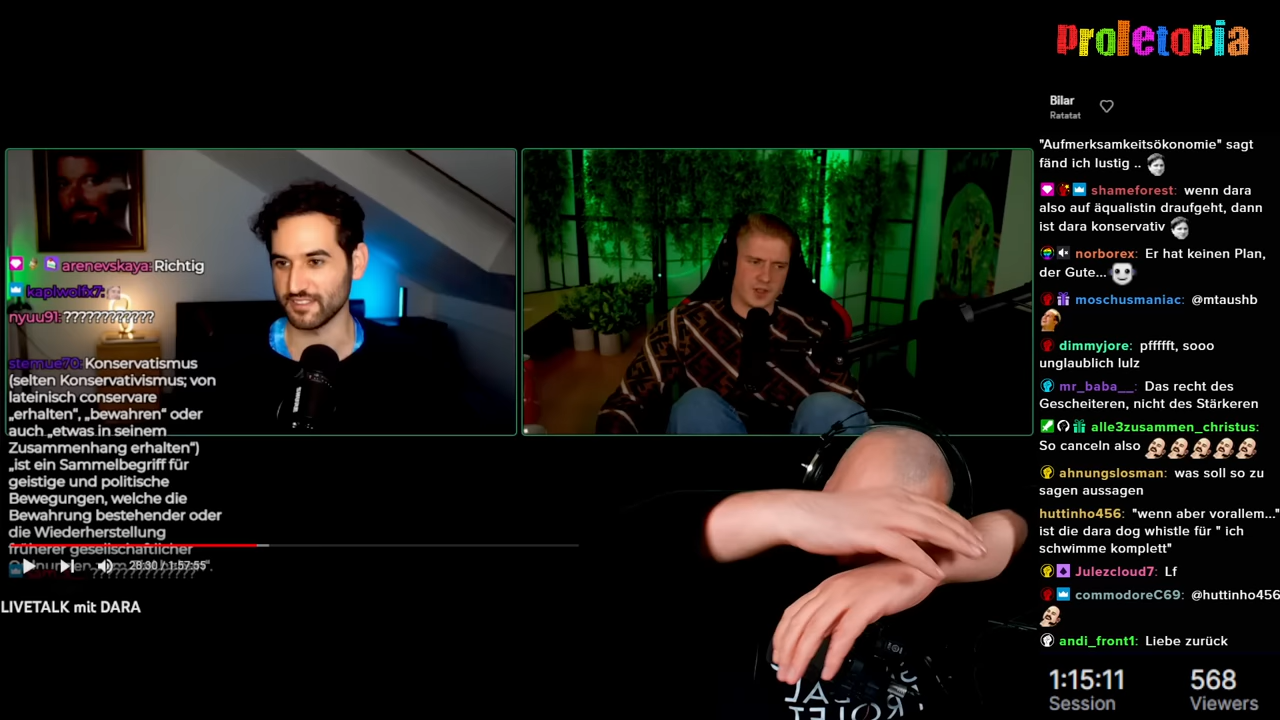 proletopia
Bilar
Ratatat
"Aufmerksamkeitsökonomie" sagt
fänd ich lustig ..
shameforest: wenn dara
also auf äqualistin draufgeht, dann
ist dara konservativ
norborex: Er hat keinen Plan,
der Gute...
moschusmaniac: @mtaushb
dimmyjore: pffffft, sooo
unglaublich lulz
mr_baba__: Das recht des
Gescheiteren, nicht des Stärkeren
alle3zusammen_christus:
So canceln also
ahnungslosman: was soll so zu
sagen aussagen
huttinho456: "wenn aber vorallem..."
ist die dara dog whistle für " ich
schwimme komplett"
Julezcloud7: Lf
commodoreC69: @huttinho456
andi_front1: Liebe zurück
1:15:11
Session
568
Viewers
arenevskaya: Richtig
kapiwolfx7:
nyuu91: ????????????
stemue70: Konservatismus
(selten Konservativismus; von
lateinisch conservare
„erhalten“, „bewahren“ oder
auch „etwas in seinem
Zusammenhang erhalten“)
„ist ein Sammelbegriff für
geistige und politische
Bewegungen, welche die
Bewahrung bestehender oder
die Wiederherstellung
früherer gesellschaftlicher
28:30 / 1:57:55
LIVETALK mit DARA